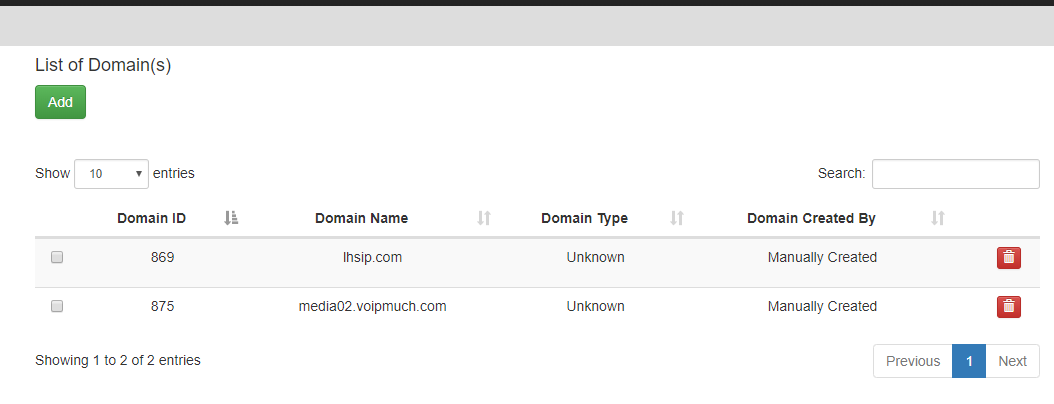 List of Domain(s)
Add
Show 10 entries Search:
Domain ID Domain Name Domain Type Domain Created By
869 lhsip.com Unknown Manually Created
875 media02.voipmuch.com Unknown Manually Created
Showing 1 to 2 of 2 entries Previous 1 Next